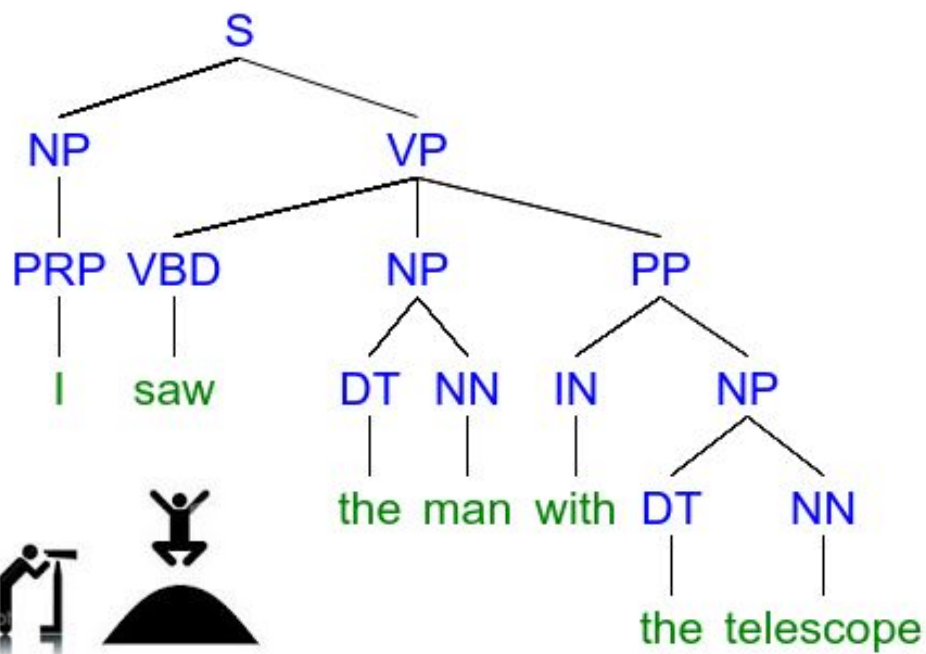 S
NP VP
PRP VBD NP PP
I saw DT NN IN NP
the man with DT NN
the telescope